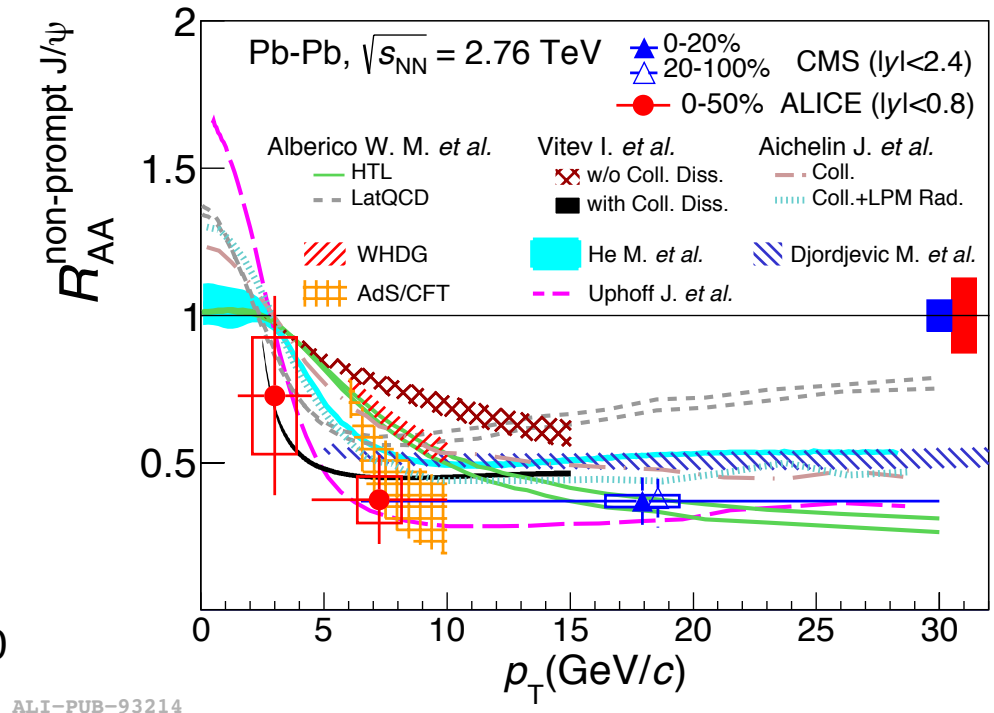 2
Pb-Pb, √s_NN = 2.76 TeV
0-20%
20-100%
CMS (|y|<2.4)
0-50% ALICE (|y|<0.8)
Alberico W. M. et al.
HTL
LatQCD
Vitev I. et al.
w/o Coll. Diss.
with Coll. Diss.
Aichelin J. et al.
Coll.
Coll.+LPM Rad.
WHDG
He M. et al.
Djordjevic M. et al.
AdS/CFT
Uphoff J. et al.
R_AA^non-prompt J/ψ
1.5
1
0.5
0 5 10 15 20 25 30
p_T(GeV/c)
0
ALI-PUB-93214